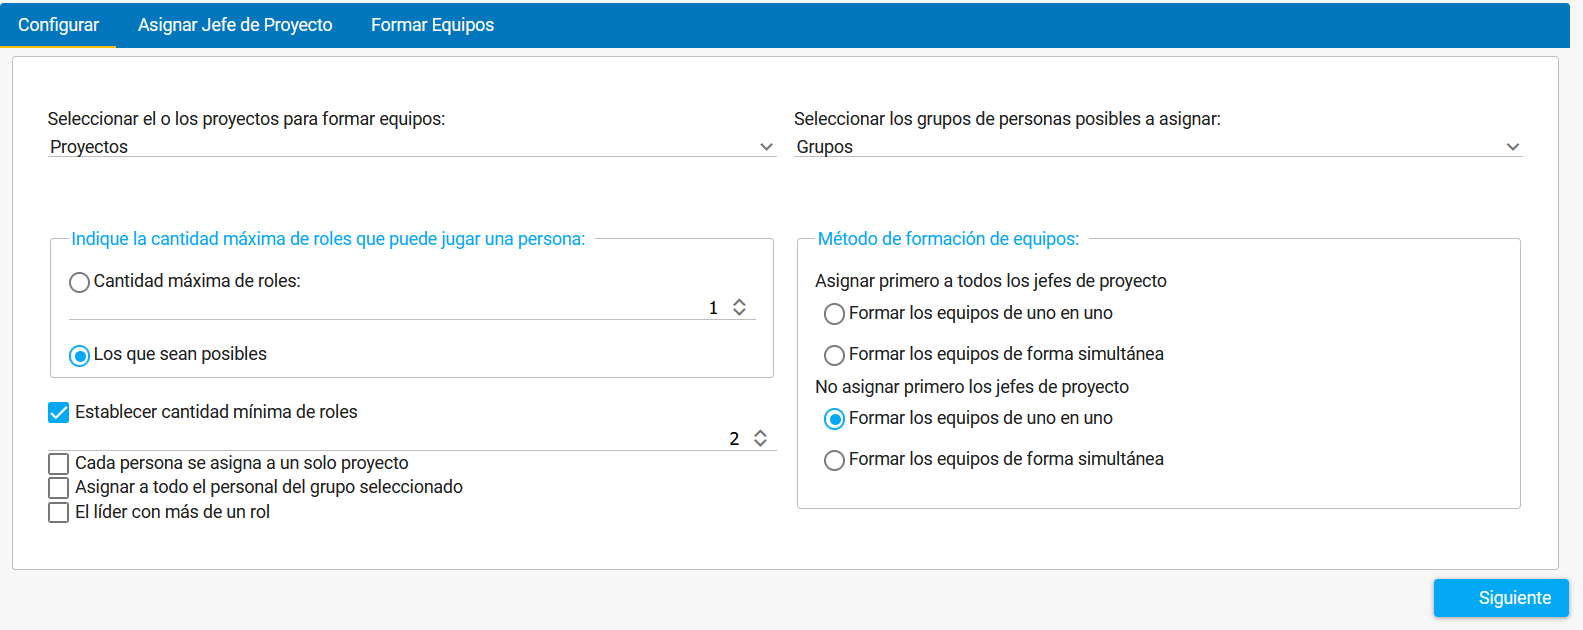 Configurar Asignar Jefe de Proyecto Formar Equipos
Seleccionar el o los proyectos para formar equipos:
Proyectos
Seleccionar los grupos de personas posibles a asignar:
Grupos
Indique la cantidad máxima de roles que puede jugar una persona:
Cantidad máxima de roles:
1
Los que sean posibles
Establecer cantidad mínima de roles
2
Cada persona se asigna a un solo proyecto
Asignar a todo el personal del grupo seleccionado
El líder con más de un rol
Método de formación de equipos:
Asignar primero a todos los jefes de proyecto
Formar los equipos de uno en uno
Formar los equipos de forma simultánea
No asignar primero los jefes de proyecto
Formar los equipos de uno en uno
Formar los equipos de forma simultánea
Siguiente